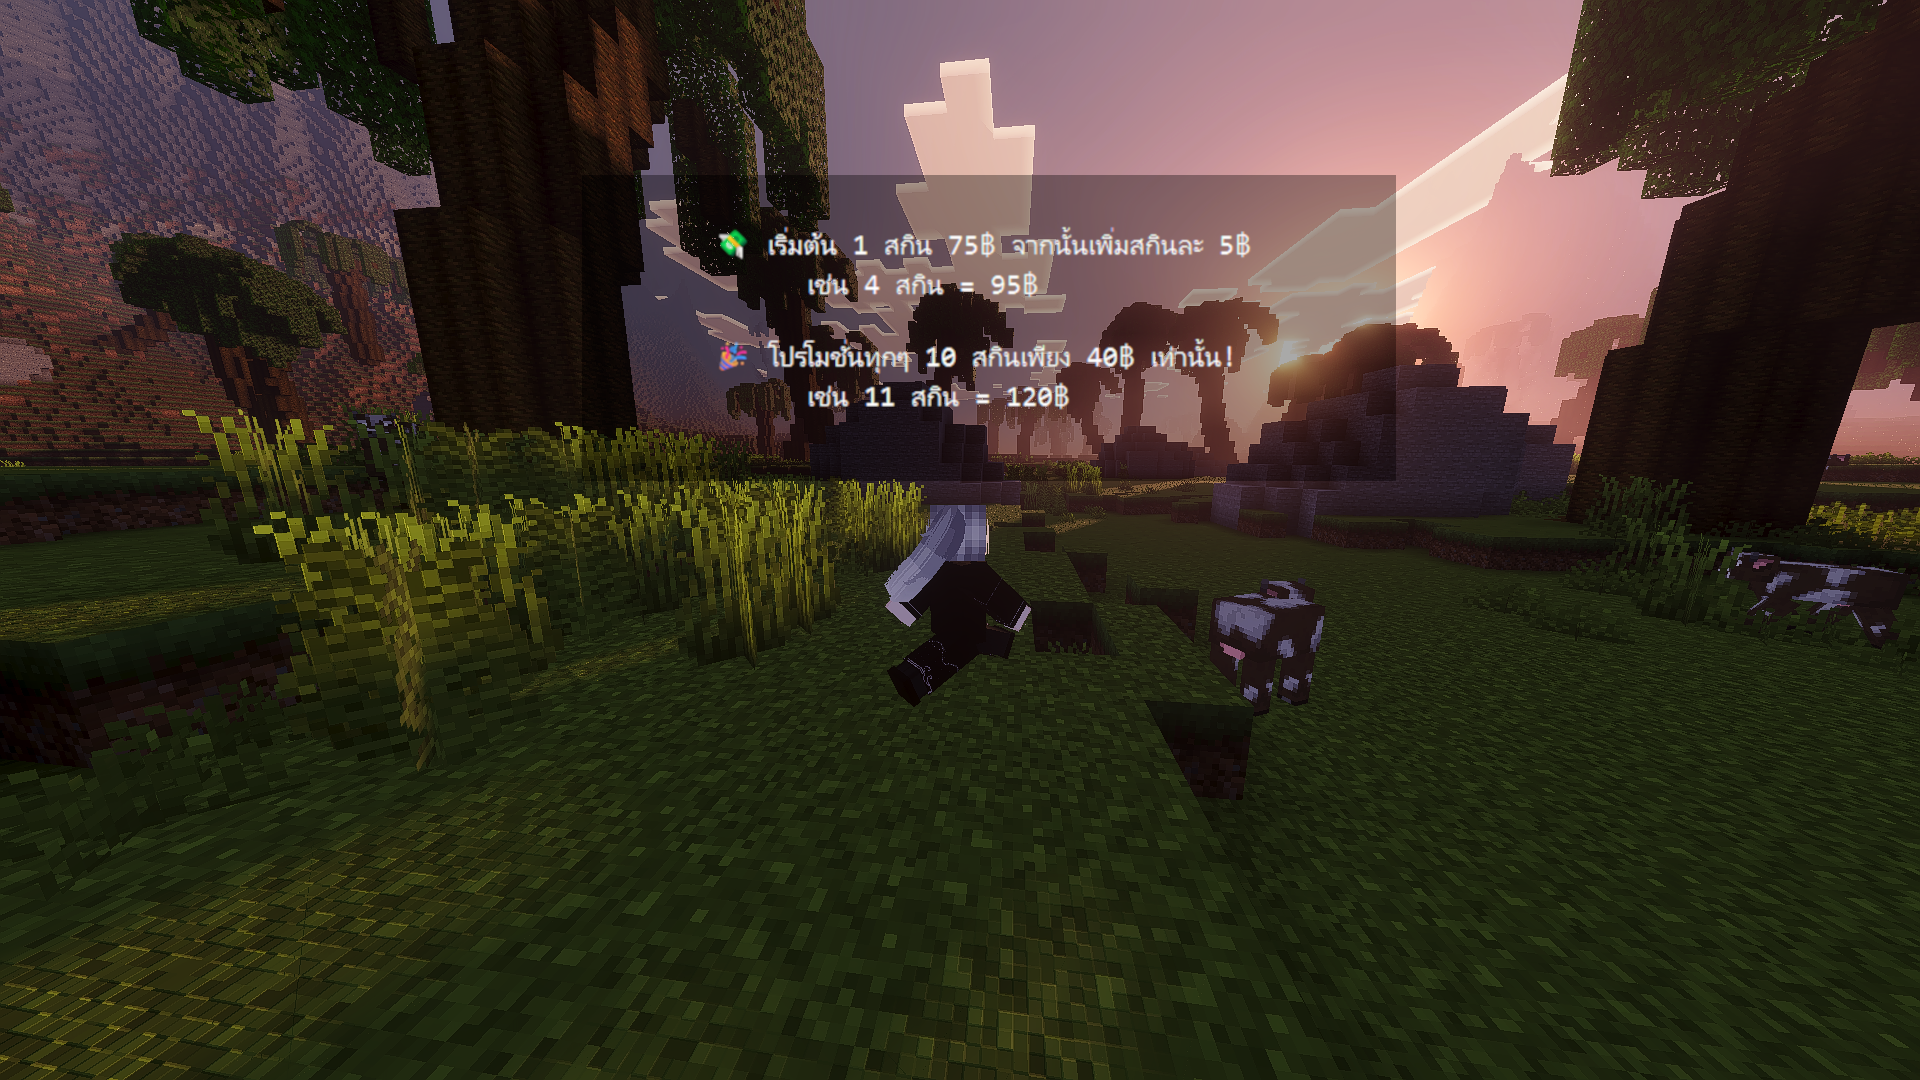 💸 เริ่มต้น 1 สกิน 75฿ จากนั้นเพิ่มสกินละ 5฿
เช่น 4 สกิน = 95฿
🎉 โปรโมชั่นทุกๆ 10 สกินเพียง 40฿ เท่านั้น!
เช่น 11 สกิน = 120฿